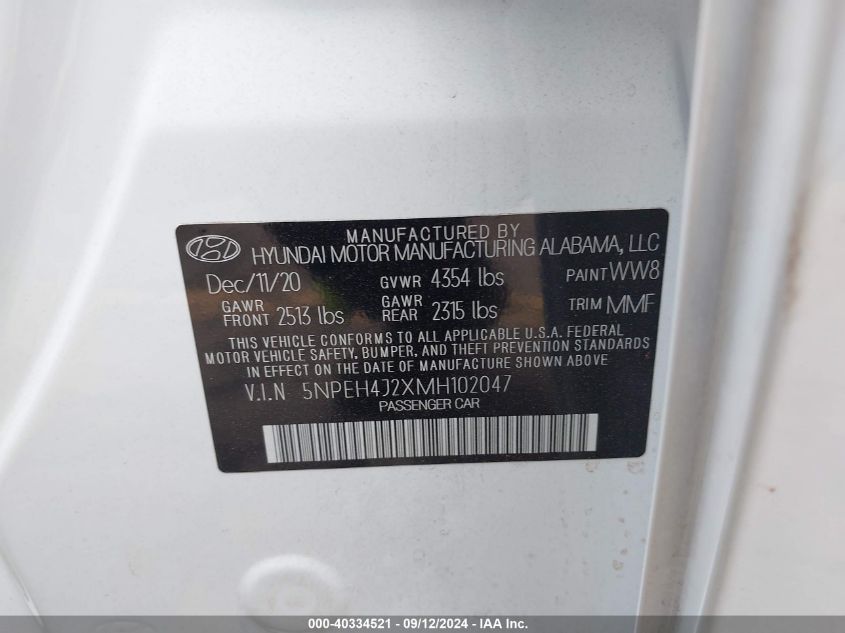 MANUFACTURED BY
HYUNDAI MOTOR MANUFACTURING ALABAMA, LLC
Dec/11/20 GVWR 4354 lbs PAINT WW8
GAWR FRONT 2513 lbs GAWR REAR 2315 lbs TRIM MMF
THIS VEHICLE CONFORMS TO ALL APPLICABLE U.S.A. FEDERAL
MOTOR VEHICLE SAFETY, BUMPER, AND THEFT PREVENTION STANDARDS
IN EFFECT ON THE DATE OF MANUFACTURE SHOWN ABOVE.
V.I.N 5NPEH4J2XMH102047
PASSENGER CAR
000-40334521 - 09/12/2024 - IAA Inc.